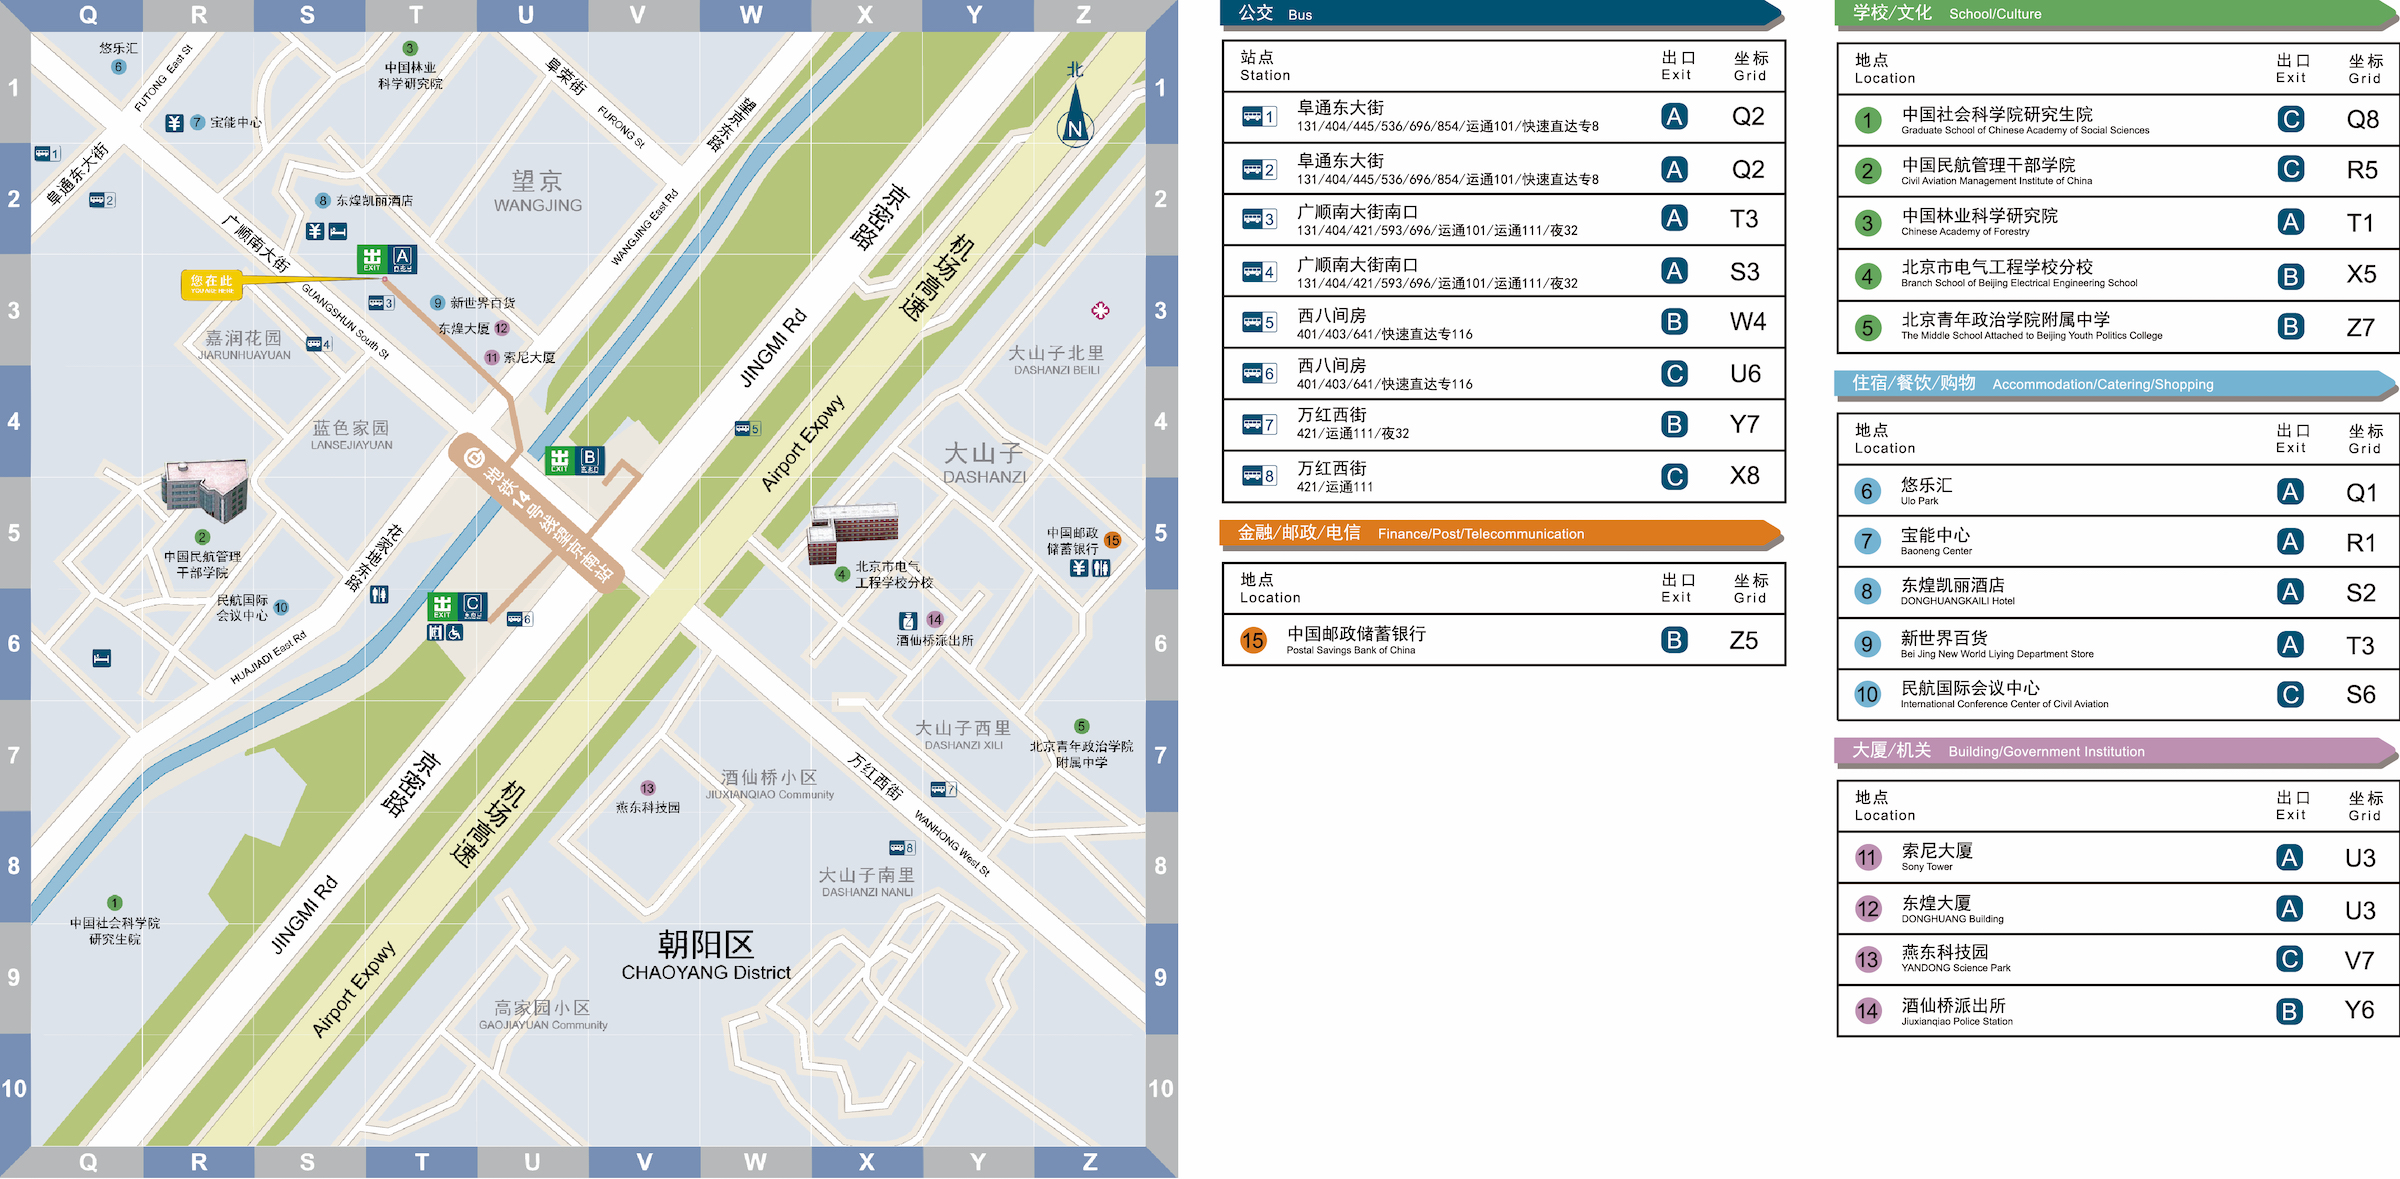 Q R S T U V W X Y Z
1
2
3
4
5
6
7
8
9
10
悠乐汇
6
FUTONG East St
3
中国林业
科学研究院
阜荣街
FURONG St
望京东路
北
N
¥ 7 宝能中心
1
阜通东大街
2
8 东煌凯丽酒店
¥
望京
WANGJING
WANGJING East Rd
京密路
机场高速
广顺南大街
出 A
EXIT 西北口
您在此
YOU ARE HERE
GUANGSHUN South St
3
9 新世界百货
东煌大厦 12
11 索尼大厦
4
嘉润花园
JIARUNHUAYUAN
JINGMI Rd
大山子北里
DASHANZI BEILI
蓝色家园
LANSEJIAYUAN
5
Airport Expwy
大山子
DASHANZI
出 B
EXIT 东北口
地铁14号线望京南站
2
中国民航管理
干部学院
花家地东路
中国邮政
储蓄银行 15
¥
4 北京市电气
工程学校分校
民航国际
会议中心 10
出 C
EXIT
6
14
酒仙桥派出所
HUAJIADI East Rd
大山子西里
DASHANZI XILI
5
北京青年政治学院
附属中学
京密路
机场高速
13
燕东科技园
酒仙桥小区
JIUXIANQIAO Community
万红西街
7
WANHONG West St
8
大山子南里
DASHANZI NANLI
1
中国社会科学院
研究生院
JINGMI Rd
朝阳区
CHAOYANG District
Airport Expwy
高家园小区
GAOJIAYUAN Community
1
2
3
4
5
6
7
8
9
10
Q R S T U V W X Y Z
公交 Bus
站点 出口 坐标
Station Exit Grid
1 阜通东大街 A Q2
131/404/445/536/696/854/运通101/快速直达专8
2 阜通东大街 A Q2
131/404/445/536/696/854/运通101/快速直达专8
3 广顺南大街南口 A T3
131/404/421/593/696/运通101/运通111/夜32
4 广顺南大街南口 A S3
131/404/421/593/696/运通101/运通111/夜32
5 西八间房 B W4
401/403/641/快速直达专116
6 西八间房 C U6
401/403/641/快速直达专116
7 万红西街 B Y7
421/运通111/夜32
8 万红西街 C X8
421/运通111
金融/邮政/电信 Finance/Post/Telecommunication
地点 出口 坐标
Location Exit Grid
15 中国邮政储蓄银行 B Z5
Postal Savings Bank of China
学校/文化 School/Culture
地点 出口 坐标
Location Exit Grid
1 中国社会科学院研究生院 C Q8
Graduate School of Chinese Academy of Social Sciences
2 中国民航管理干部学院 C R5
Civil Aviation Management Institute of China
3 中国林业科学研究院 A T1
Chinese Academy of Forestry
4 北京市电气工程学校分校 B X5
Branch School of Beijing Electrical Engineering School
5 北京青年政治学院附属中学 B Z7
The Middle School Attached to Beijing Youth Politics College
住宿/餐饮/购物 Accommodation/Catering/Shopping
地点 出口 坐标
Location Exit Grid
6 悠乐汇 A Q1
Ulo Park
7 宝能中心 A R1
Baoneng Center
8 东煌凯丽酒店 A S2
DONGHUANGKAILI Hotel
9 新世界百货 A T3
Bei Jing New World Liying Department Store
10 民航国际会议中心 C S6
International Conference Center of Civil Aviation
大厦/机关 Building/Government Institution
地点 出口 坐标
Location Exit Grid
11 索尼大厦 A U3
Sony Tower
12 东煌大厦 A U3
DONGHUANG Building
13 燕东科技园 C V7
YANDONG Science Park
14 酒仙桥派出所 B Y6
Jiuxianqiao Police Station